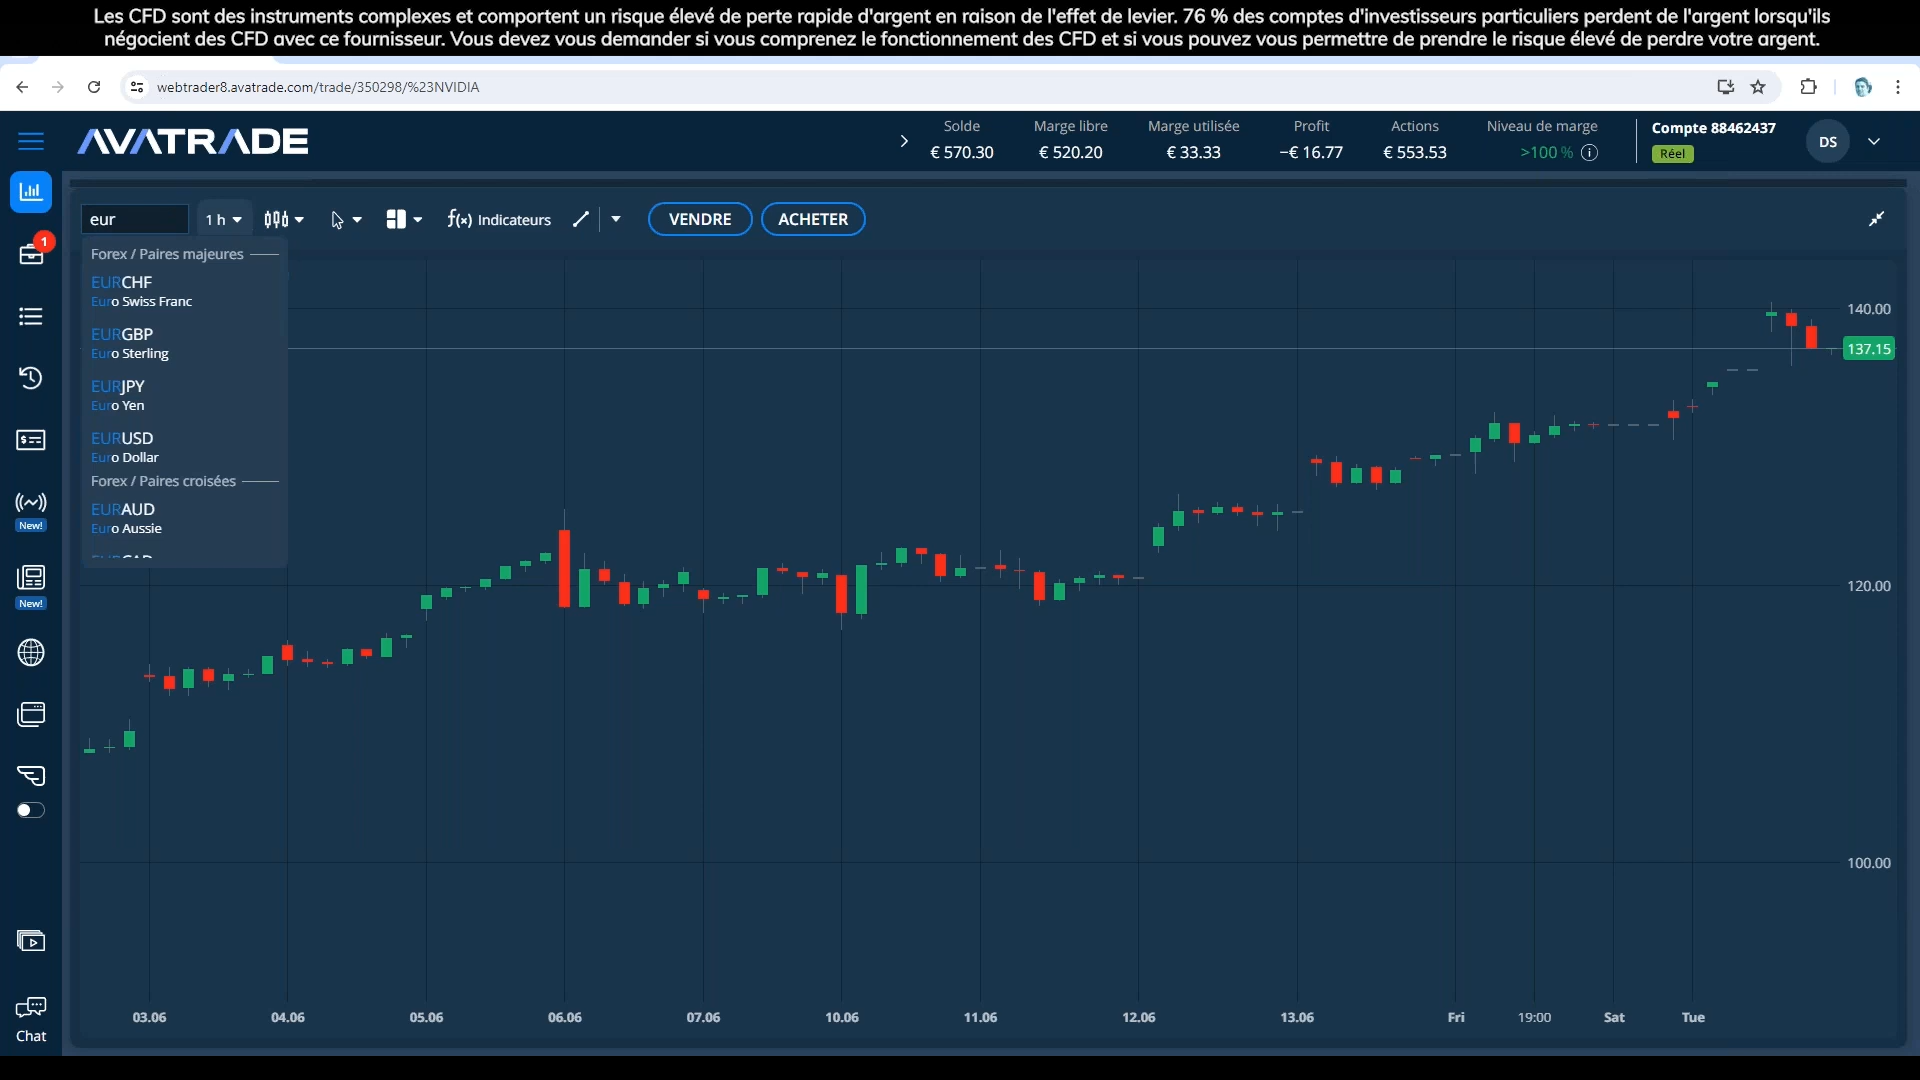 Les CFD sont des instruments complexes et comportent un risque élevé de perte rapide d'argent en raison de l'effet de levier. 76 % des comptes d'investisseurs particuliers perdent de l'argent lorsqu'ils
négocient des CFD avec ce fournisseur. Vous devez vous demander si vous comprenez le fonctionnement des CFD et si vous pouvez vous permettre de prendre le risque élevé de perdre votre argent.
webtrader8.avatrade.com/trade/350298/%23NVIDIA
AVATRADE
Solde Marge libre Marge utilisée Profit Actions Niveau de marge
€ 570.30 € 520.20 € 33.33 −€ 16.77 € 553.53 >100 %
Compte 88462437
Réel
DS
eur 1 h f(x) Indicateurs VENDRE ACHETER
1
Forex / Paires majeures
EURCHF
Euro Swiss Franc
EURGBP
Euro Sterling
EURJPY
Euro Yen
EURUSD
Euro Dollar
Forex / Paires croisées
EURAUD
Euro Aussie
New!
New!
Chat
140.00
137.15
120.00
100.00
03.06 04.06 05.06 06.06 07.06 10.06 11.06 12.06 13.06 Fri 19:00 Sat Tue